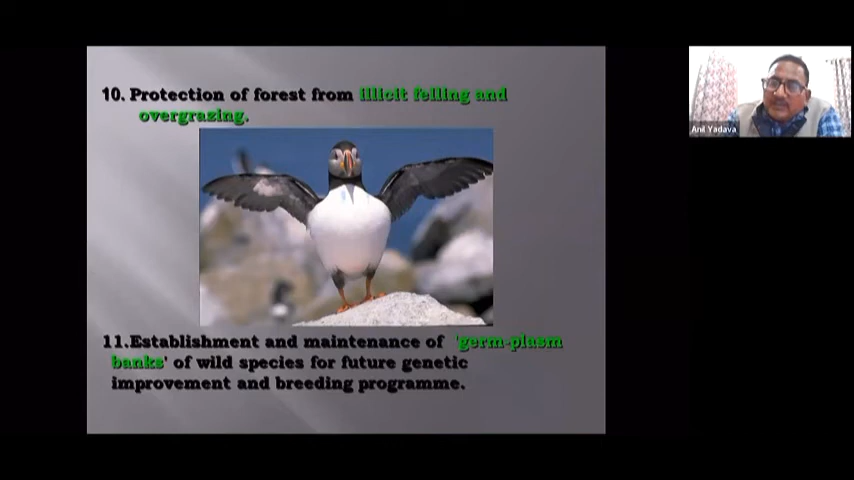 10. Protection of forest from illicit felling and
overgrazing.
Anil Yadava
11.Establishment and maintenance of 'germ-plasm
banks' of wild species for future genetic
improvement and breeding programme.